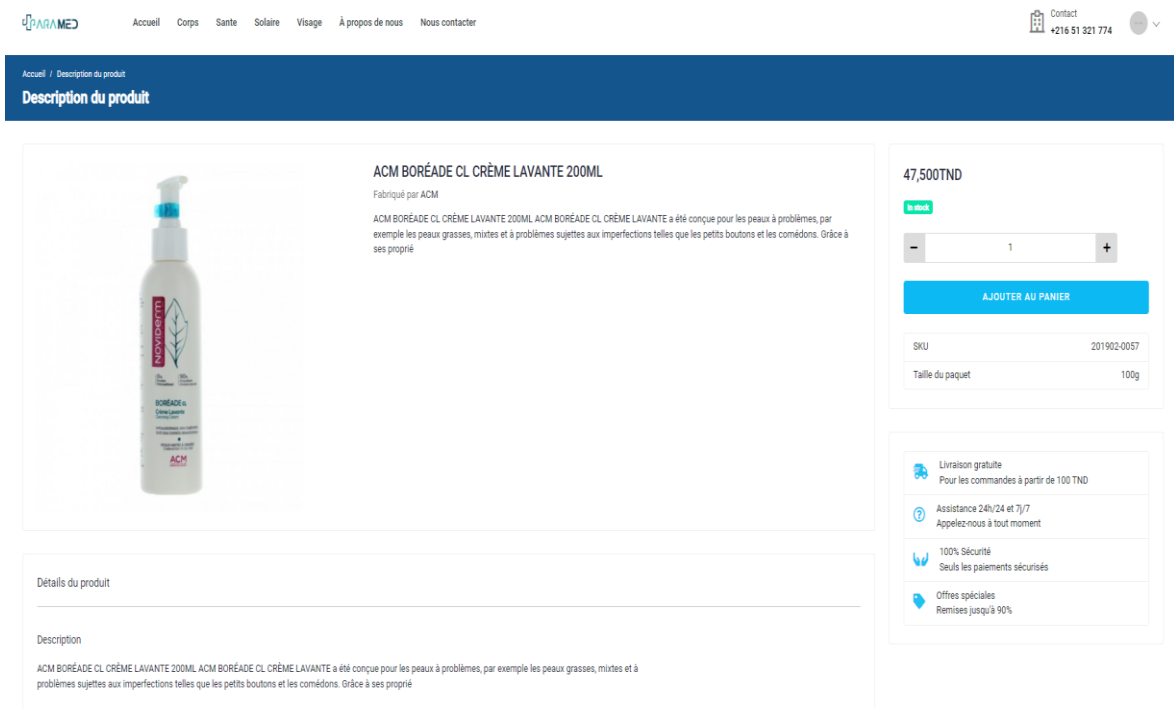 PARAMED
Accueil Corps Sante Solaire Visage À propos de nous Nous contacter
Contact
+216 51 321 774
Accueil / Description du produit
Description du produit
ACM BORÉADE CL CRÈME LAVANTE 200ML
Fabriqué par ACM
ACM BORÉADE CL CRÈME LAVANTE 200ML ACM BORÉADE CL CRÈME LAVANTE a été conçue pour les peaux à problèmes, par
exemple les peaux grasses, mixtes et à problèmes sujettes aux imperfections telles que les petits boutons et les comédons. Grâce à
ses proprié
NOVIDERM
BORÉADE CL
Crème Lavante
ACM
47,500TND
In stock
- 1 +
AJOUTER AU PANIER
SKU 201902-0057
Taille du paquet 100g
Livraison gratuite
Pour les commandes à partir de 100 TND
Assistance 24h/24 et 7j/7
Appelez-nous à tout moment
100% Sécurité
Seuls les paiements sécurisés
Offres spéciales
Remises jusqu'à 90%
Détails du produit
Description
ACM BORÉADE CL CRÈME LAVANTE 200ML ACM BORÉADE CL CRÈME LAVANTE a été conçue pour les peaux à problèmes, par exemple les peaux grasses, mixtes et à
problèmes sujettes aux imperfections telles que les petits boutons et les comédons. Grâce à ses proprié